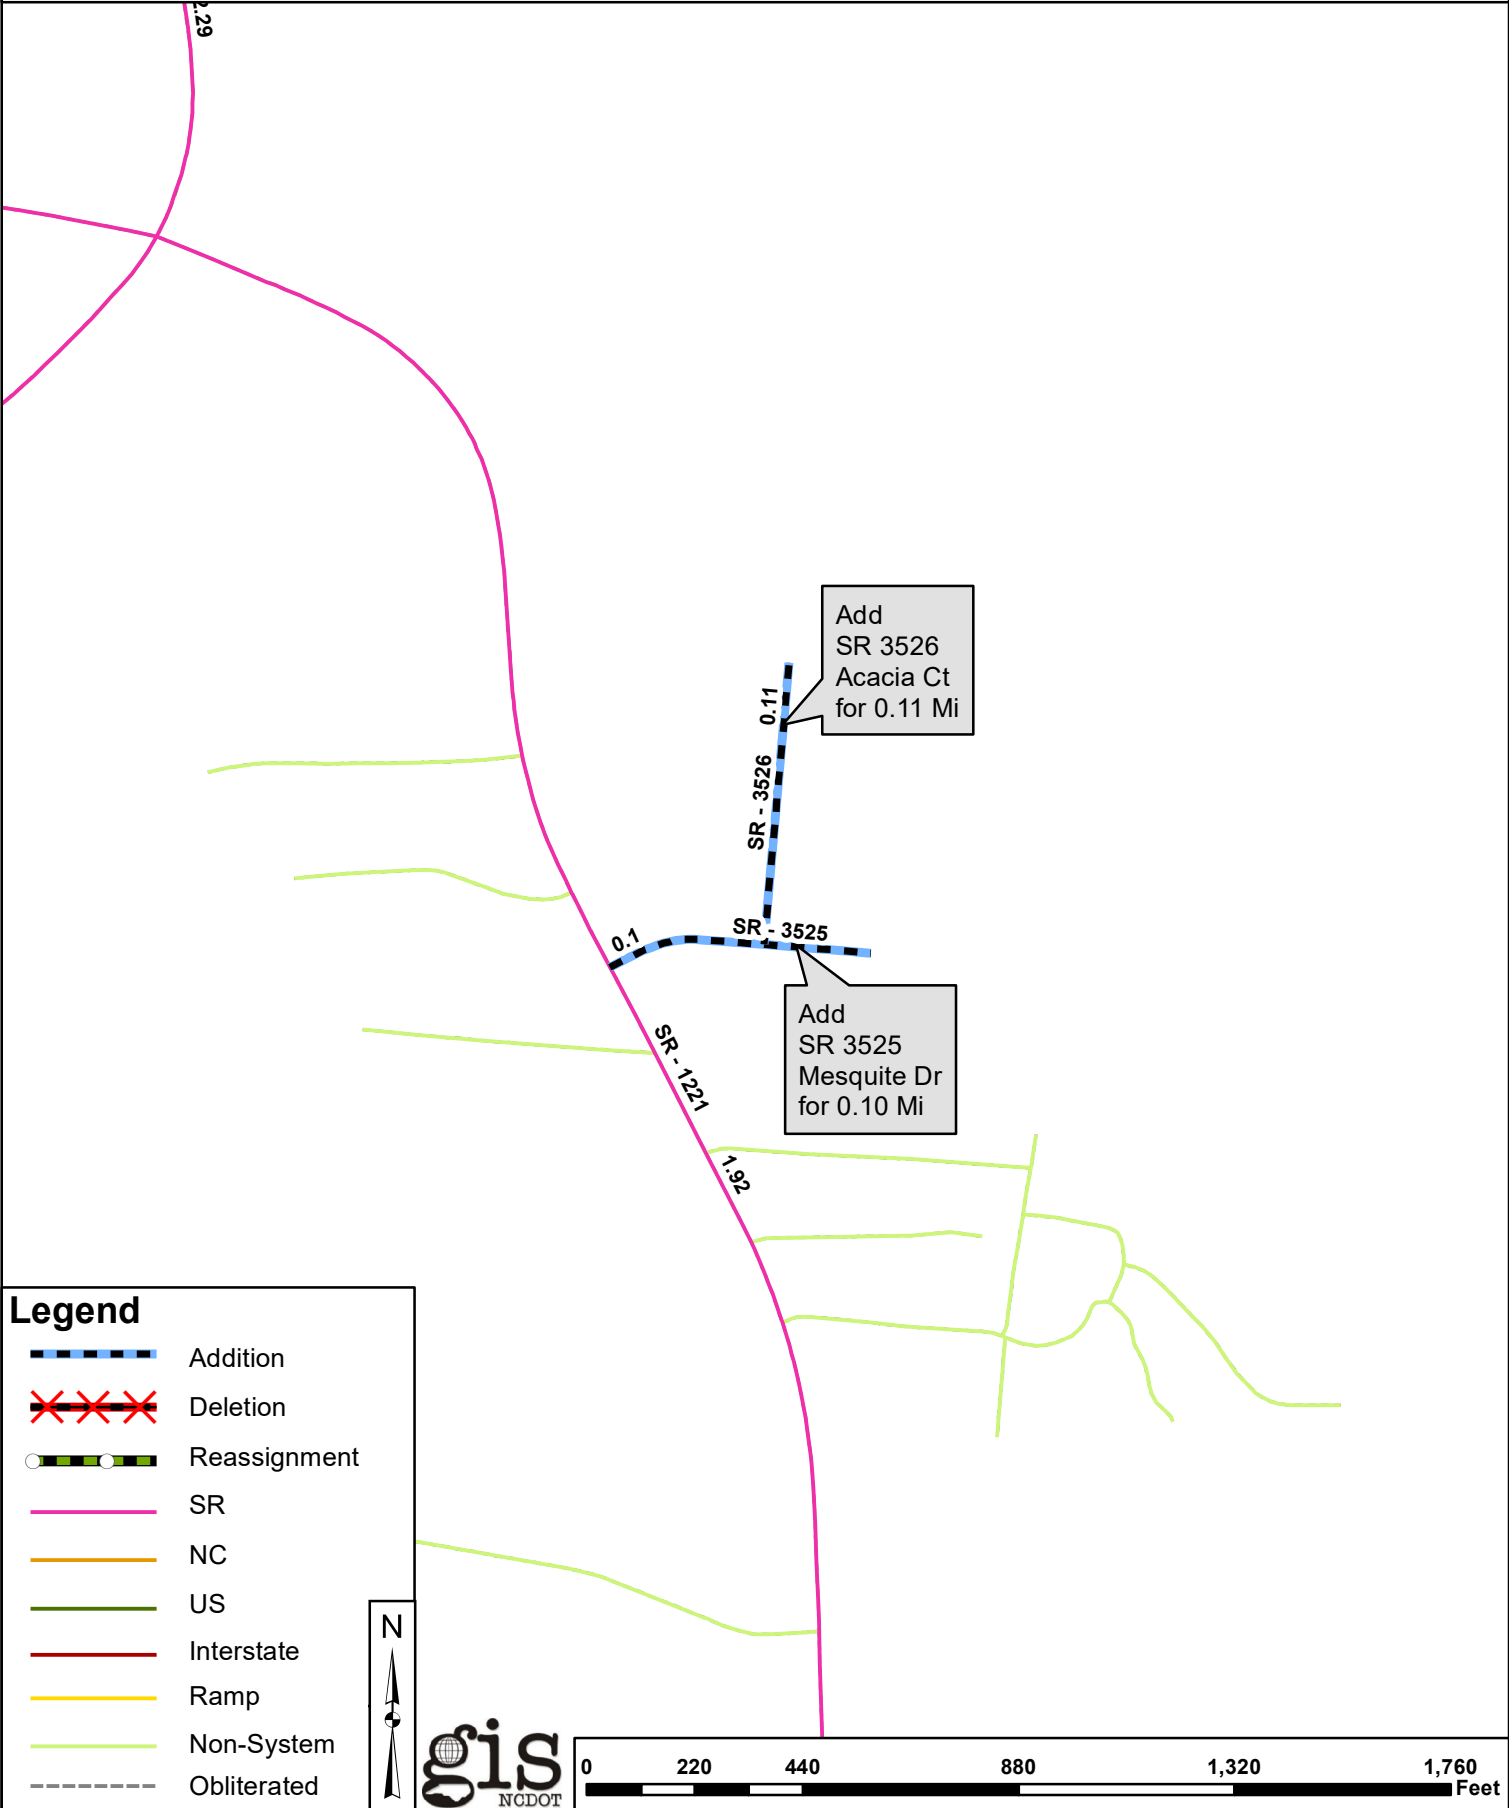 .29
Add
SR 3526
Acacia Ct
for 0.11 Mi
0.11
SR - 3526
SR - 3525
0.1
Add
SR 3525
Mesquite Dr
for 0.10 Mi
SR - 1221
1.92
Legend
Addition
Deletion
Reassignment
SR
NC
US
Interstate
Ramp
Non-System
Obliterated
N
gis
NCDOT
0 220 440 880 1,320 1,760
Feet